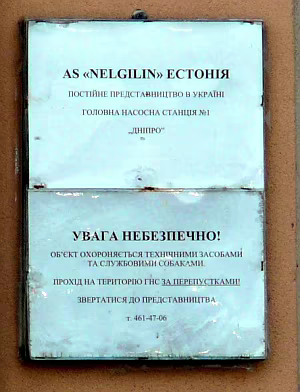 AS «NELGILIN» ЕСТОНІЯ
ПОСТІЙНЕ ПРЕДСТАВНИЦТВО В УКРАЇНІ
ГОЛОВНА НАСОСНА СТАНЦІЯ №1
„ДНІПРО"
УВАГА НЕБЕЗПЕЧНО!
ОБ'ЄКТ ОХОРОНЯЄТЬСЯ ТЕХНІЧНИМИ ЗАСОБАМИ
ТА СЛУЖБОВИМИ СОБАКАМИ.
ПРОХІД НА ТЕРИТОРІЮ ГНС ЗА ПЕРЕПУСТКАМИ!
ЗВЕРТАТИСЯ ДО ПРЕДСТАВНИЦТВА
т. 461-47-06